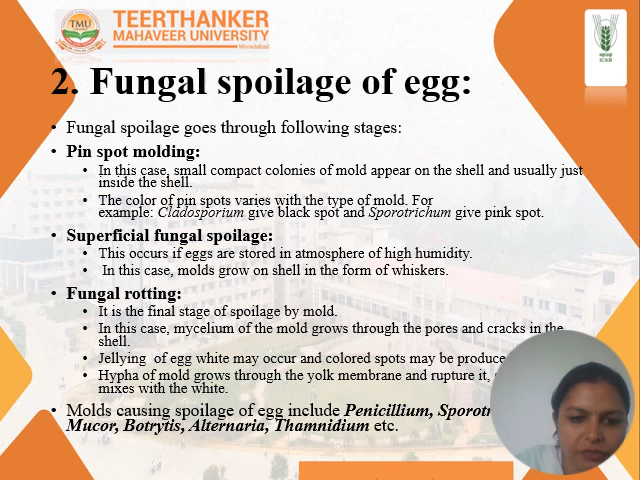 TMU
TEERTHANKER
MAHAVEER UNIVERSITY
Moradabad
ICAR
2. Fungal spoilage of egg:
• Fungal spoilage goes through following stages:
• Pin spot molding:
• In this case, small compact colonies of mold appear on the shell and usually just
inside the shell.
• The color of pin spots varies with the type of mold. For
example: Cladosporium give black spot and Sporotrichum give pink spot.
• Superficial fungal spoilage:
• This occurs if eggs are stored in atmosphere of high humidity.
• In this case, molds grow on shell in the form of whiskers.
• Fungal rotting:
• It is the final stage of spoilage by mold.
• In this case, mycelium of the mold grows through the pores and cracks in the
shell.
• Jellying of egg white may occur and colored spots may be produce
• Hypha of mold grows through the yolk membrane and rupture it,
mixes with the white.
• Molds causing spoilage of egg include Penicillium,
Mucor, Botrytis, Alternaria, Thamnidium etc.